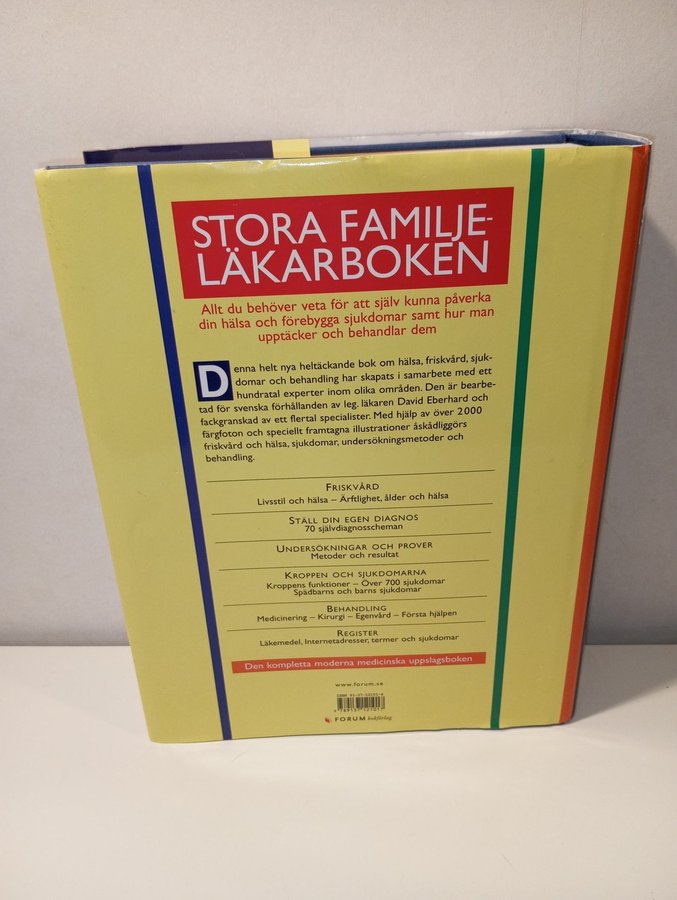 STORA FAMILJE-
LÄKARBOKEN
Allt du behöver veta för att själv kunna påverka
din hälsa och förebygga sjukdomar samt hur man
upptäcker och behandlar dem
Denna helt nya heltäckande bok om hälsa, friskvård, sjuk-
domar och behandling har skapats i samarbete med ett
hundratal experter inom olika områden. Den är bearbe-
tad för svenska förhållanden av leg. läkaren David Eberhard och
fackgranskad av ett flertal specialister. Med hjälp av över 2000
färgfoton och speciellt framtagna illustrationer åskådliggörs
friskvård och hälsa, sjukdomar, undersökningsmetoder och
behandling.
FRISKVÅRD
Livsstil och hälsa – Ärftlighet, ålder och hälsa
STÄLL DIN EGEN DIAGNOS
70 självdiagnosscheman
UNDERSÖKNINGAR OCH PROVER
Metoder och resultat
KROPPEN OCH SJUKDOMARNA
Kroppens funktioner – Över 700 sjukdomar
Spädbarns och barns sjukdomar
BEHANDLING
Medicinering – Kirurgi – Egenvård – Första hjälpen
REGISTER
Läkemedel, Internetadresser, termer och sjukdomar
Den kompletta moderna medicinska uppslagsboken
www.forum.se
FORUM bokförlag